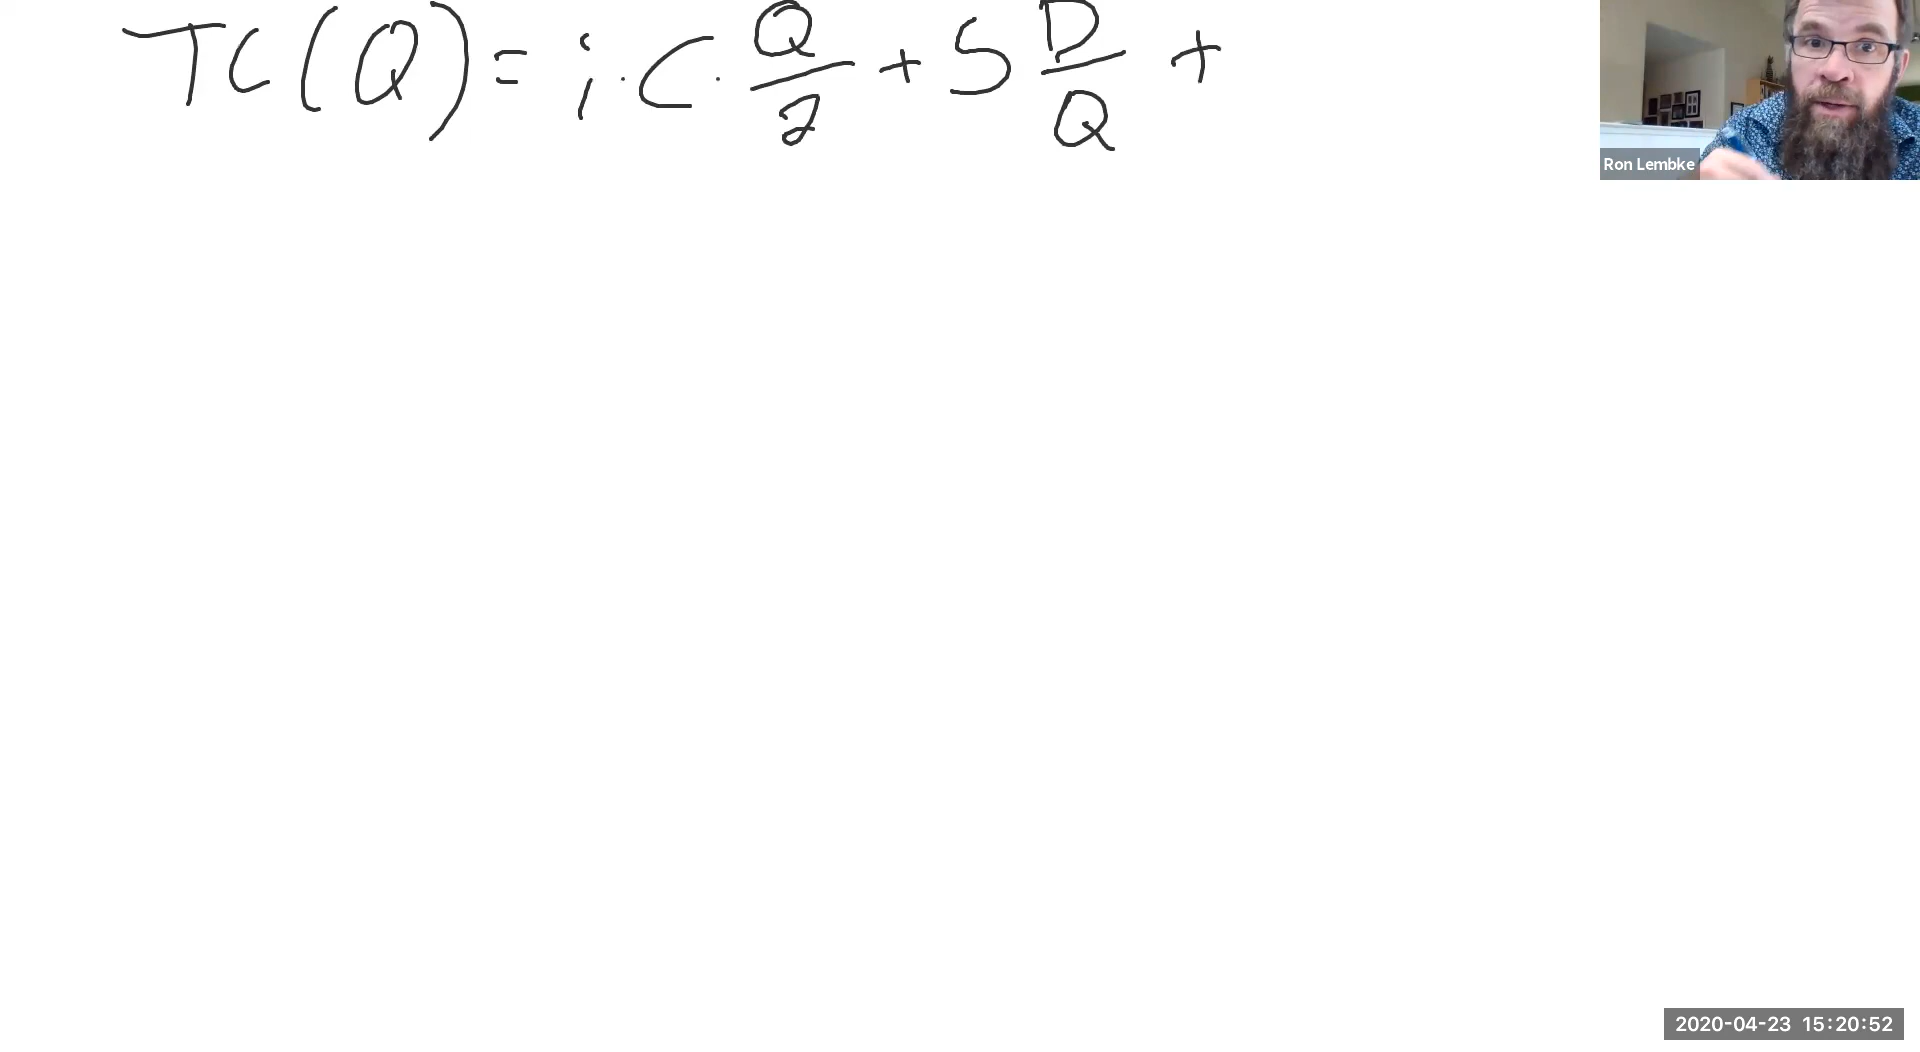 TC(Q) = i · C · Q/2 + S D/Q +
Ron Lembke
2020-04-23 15:20:52